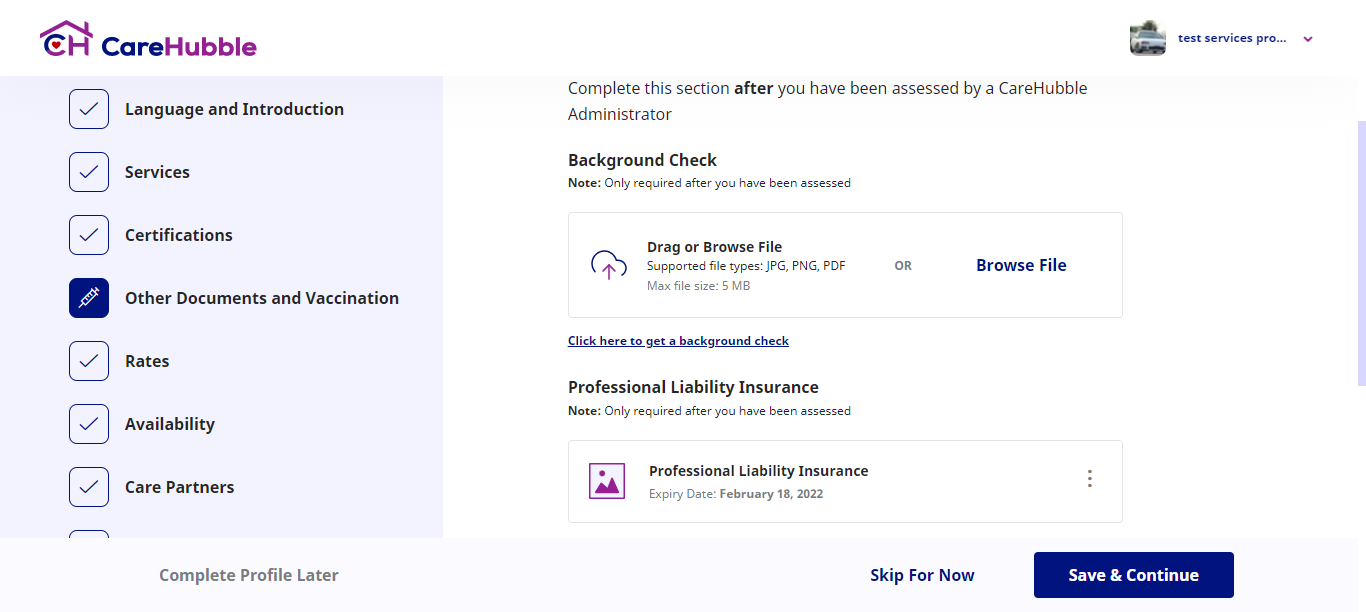 CH CareHubble
test services pro...
Language and Introduction
Services
Certifications
Other Documents and Vaccination
Rates
Availability
Care Partners
Complete this section after you have been assessed by a CareHubble
Administrator
Background Check
Note: Only required after you have been assessed
Drag or Browse File
Supported file types: JPG, PNG, PDF
Max file size: 5 MB
OR
Browse File
Click here to get a background check
Professional Liability Insurance
Note: Only required after you have been assessed
Professional Liability Insurance
Expiry Date: February 18, 2022
Complete Profile Later
Skip For Now
Save & Continue